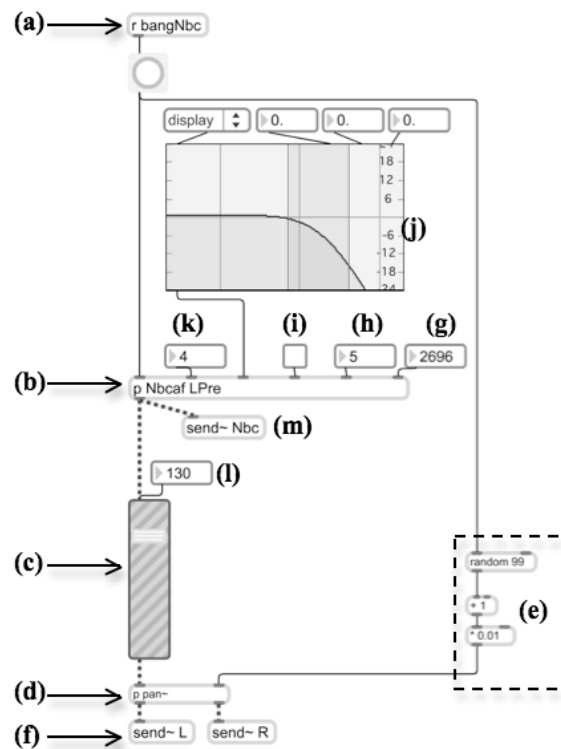 (a)
r bangNbc
display
0.
0.
0.
18
12
6
-6
-12
-18
24
(j)
(k)
(i)
(h)
(g)
4
5
2696
(b)
p Nbcaf LPre
send~ Nbc
(m)
130
(l)
(c)
random 99
+ 1
* 0.01
(e)
(d)
p pan~
(f)
send~ L
send~ R